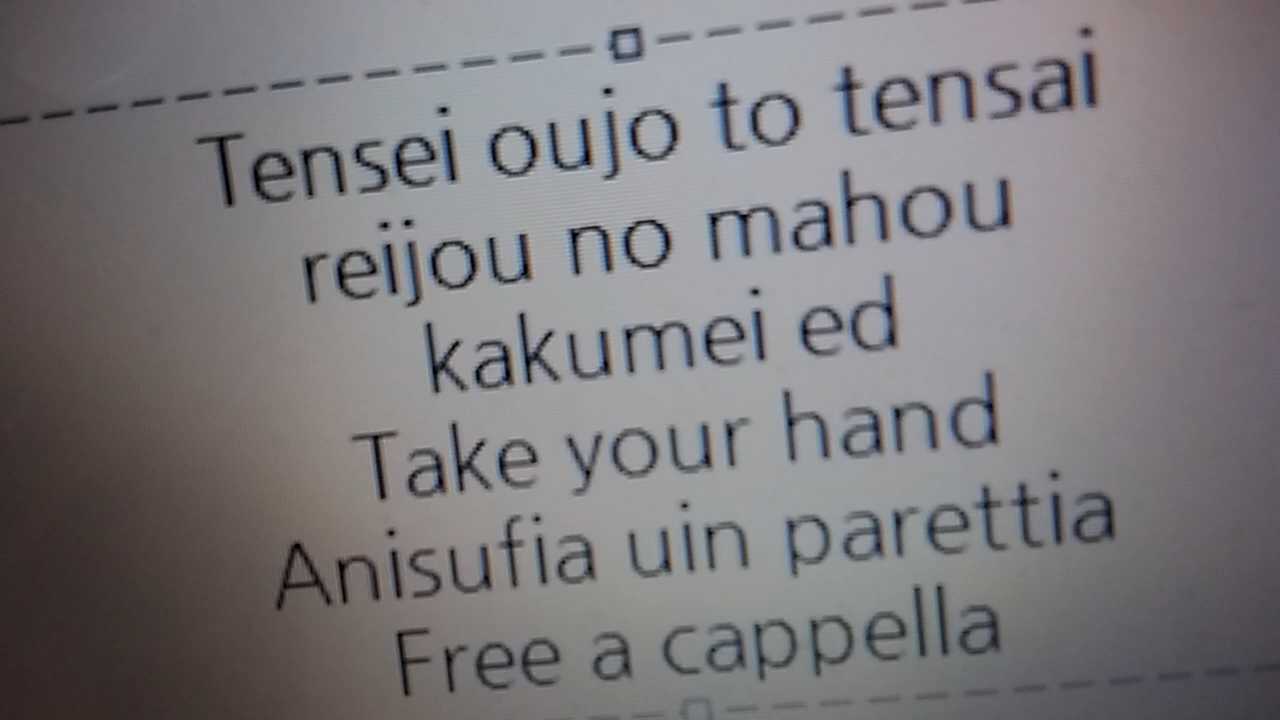 Tensei oujo to tensai
reijou no mahou
kakumei ed
Take your hand
Anisufia uin parettia
Free a cappella